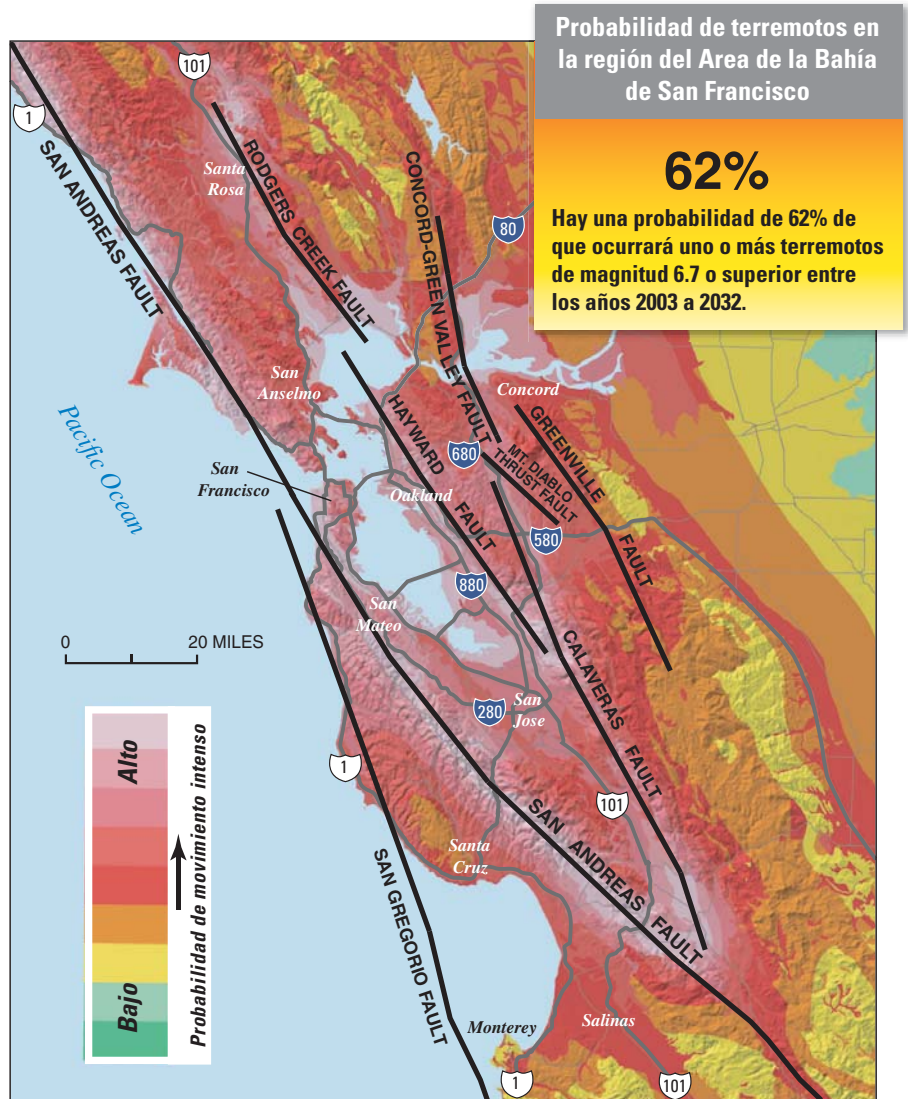 Probabilidad de terremotos en
la región del Area de la Bahía
de San Francisco
62%
Hay una probabilidad de 62% de
que ocurrará uno o más terremotos
de magnitud 6.7 o superior entre
los años 2003 a 2032.
101
1
SAN ANDREAS FAULT
Santa
Rosa
RODGERS CREEK FAULT
CONCORD-GREEN VALLEY FAULT
80
San
Anselmo
Concord
Pacific Ocean
HAYWARD FAULT
GREENVILLE FAULT
680
MT. DIABLO
THRUST FAULT
San
Francisco
Oakland
580
880
San
Mateo
0 20 MILES
CALAVERAS FAULT
San
Jose
280
1
101
SAN ANDREAS FAULT
Santa
Cruz
SAN GREGORIO FAULT
Alto
Bajo
Probabilidad de movimiento intenso
Monterey
Salinas
1
101